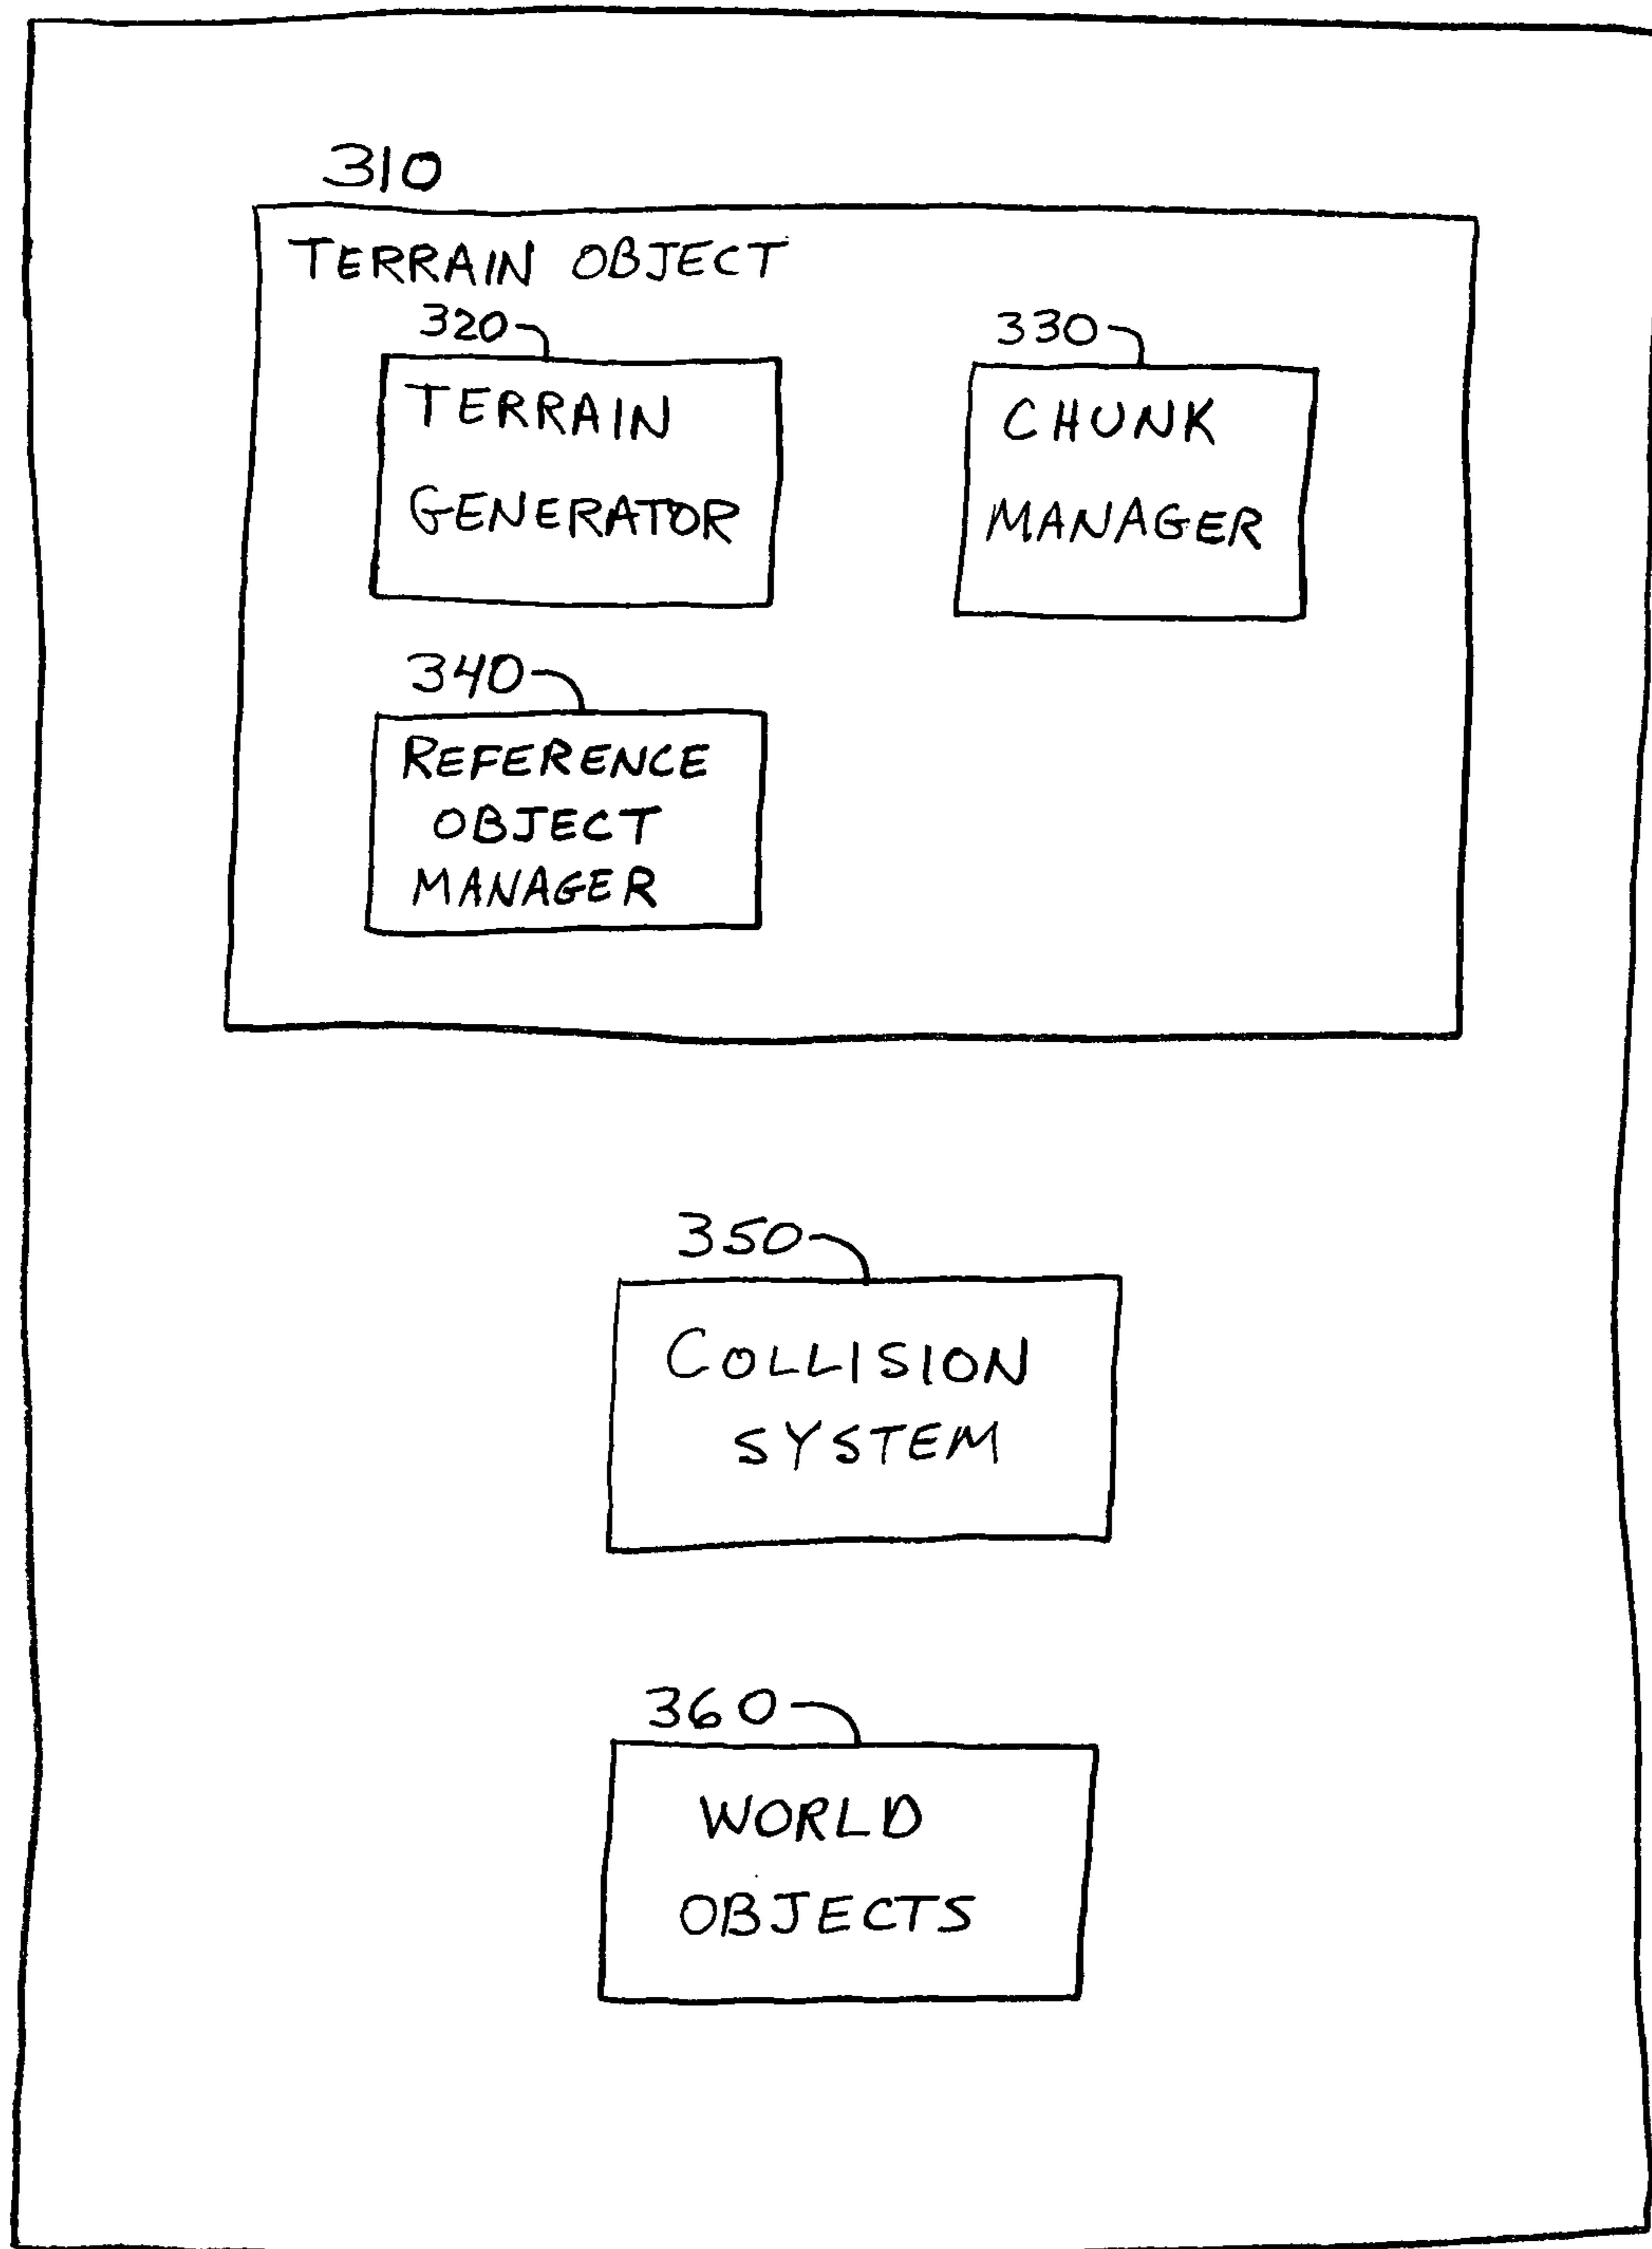 310
TERRAIN OBJECT
320
TERRAIN
GENERATOR
330
CHUNK
MANAGER
340
REFERENCE
OBJECT
MANAGER
350
COLLISION
SYSTEM
360
WORLD
OBJECTS